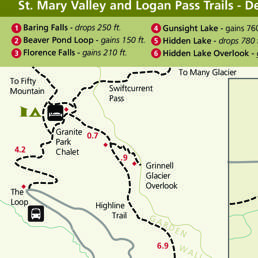 St. Mary Valley and Logan Pass Trails - De
1 Baring Falls - drops 250 ft.
2 Beaver Pond Loop - gains 150 ft.
3 Florence Falls - gains 210 ft.
4 Gunsight Lake - gains 760
5 Hidden Lake - drops 780
6 Hidden Lake Overlook - g
To Many Glacier
To Fifty
Mountain
Swiftcurrent
Pass
Granite
Park
Chalet
0.7
4.2
.9
Grinnell
Glacier
Overlook
The
Loop
Highline
Trail
GARDEN
WALL
6.9